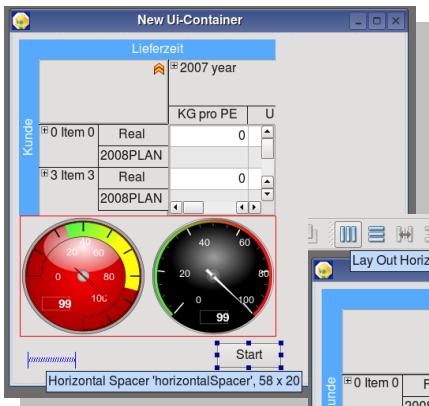 New Ui-Container
Lieferzeit
Kunde
2007 year
KG pro PE U
0 Item 0 Real 0
2008PLAN
3 Item 3 Real 0
2008PLAN
0 20 40 60 80 100
99
0 20 40 60 80 100
99
Start
Horizontal Spacer 'horizontalSpacer', 58 x 20
Lay Out Horiz
0 Item 0